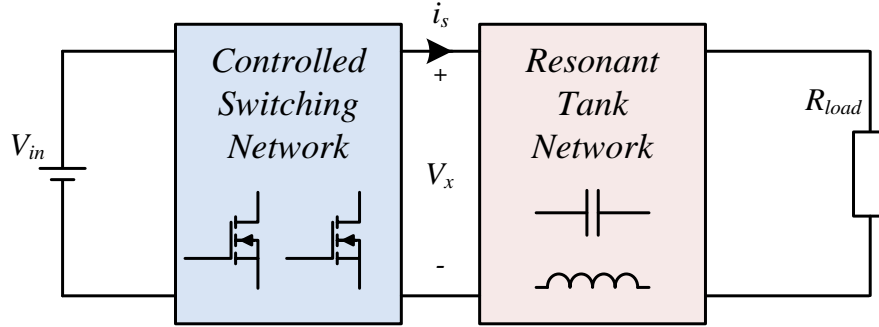 i_s
Controlled
Switching
Network
+
Resonant
Tank
Network
R_load
V_in
V_x
-